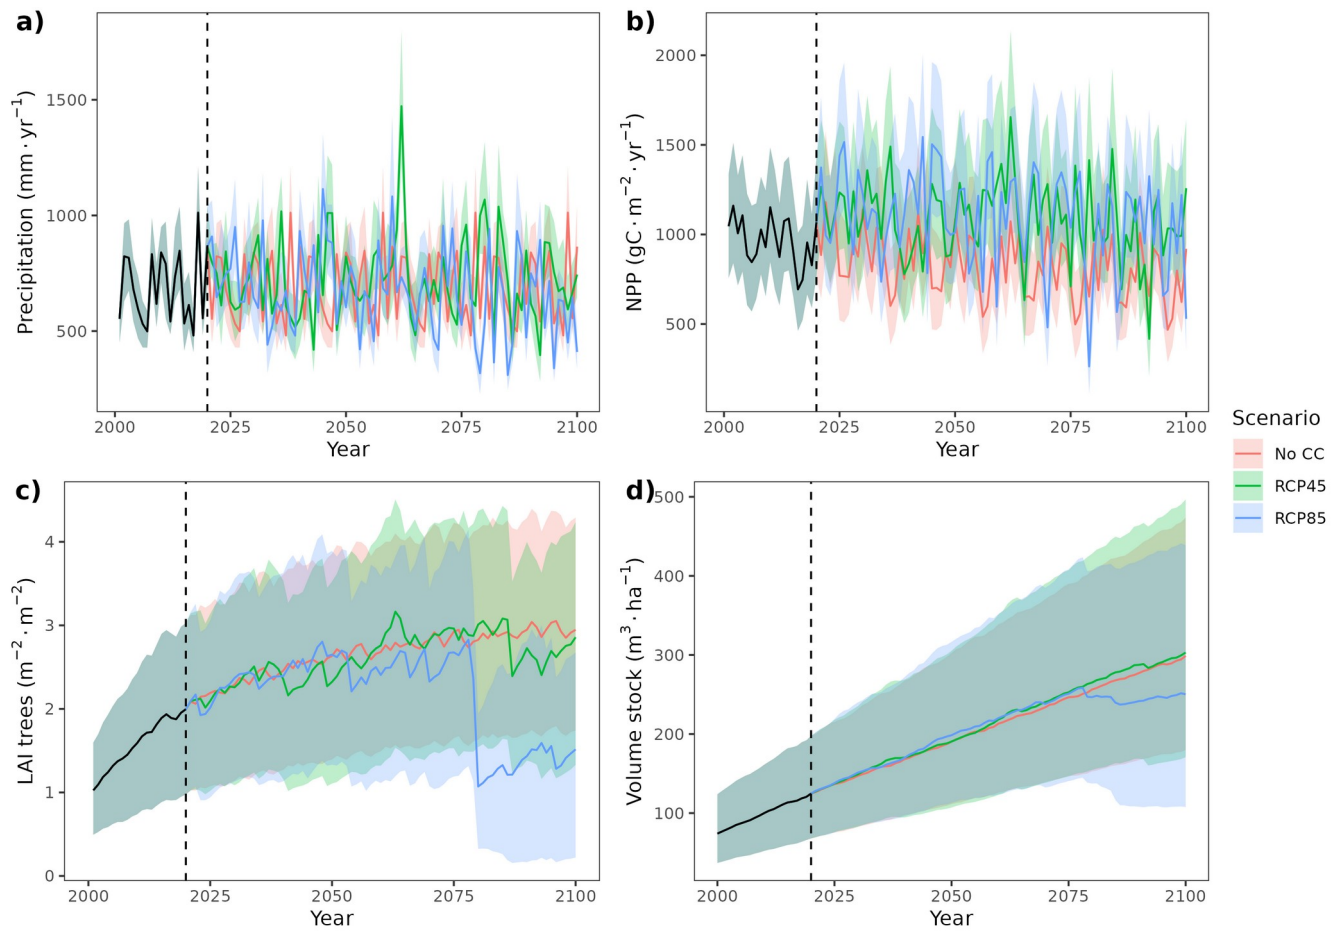 a)
Precipitation (mm · yr⁻¹)
1500
1000
500
2000 2025 2050 2075 2100
Year
b)
NPP (gC · m⁻² · yr⁻¹)
2000
1500
1000
500
2000 2025 2050 2075 2100
Year
c)
LAI trees (m⁻² · m⁻²)
4
3
2
1
0
2000 2025 2050 2075 2100
Year
d)
Volume stock (m³ · ha⁻¹)
500
400
300
200
100
2000 2025 2050 2075 2100
Year
Scenario
No CC
RCP45
RCP85